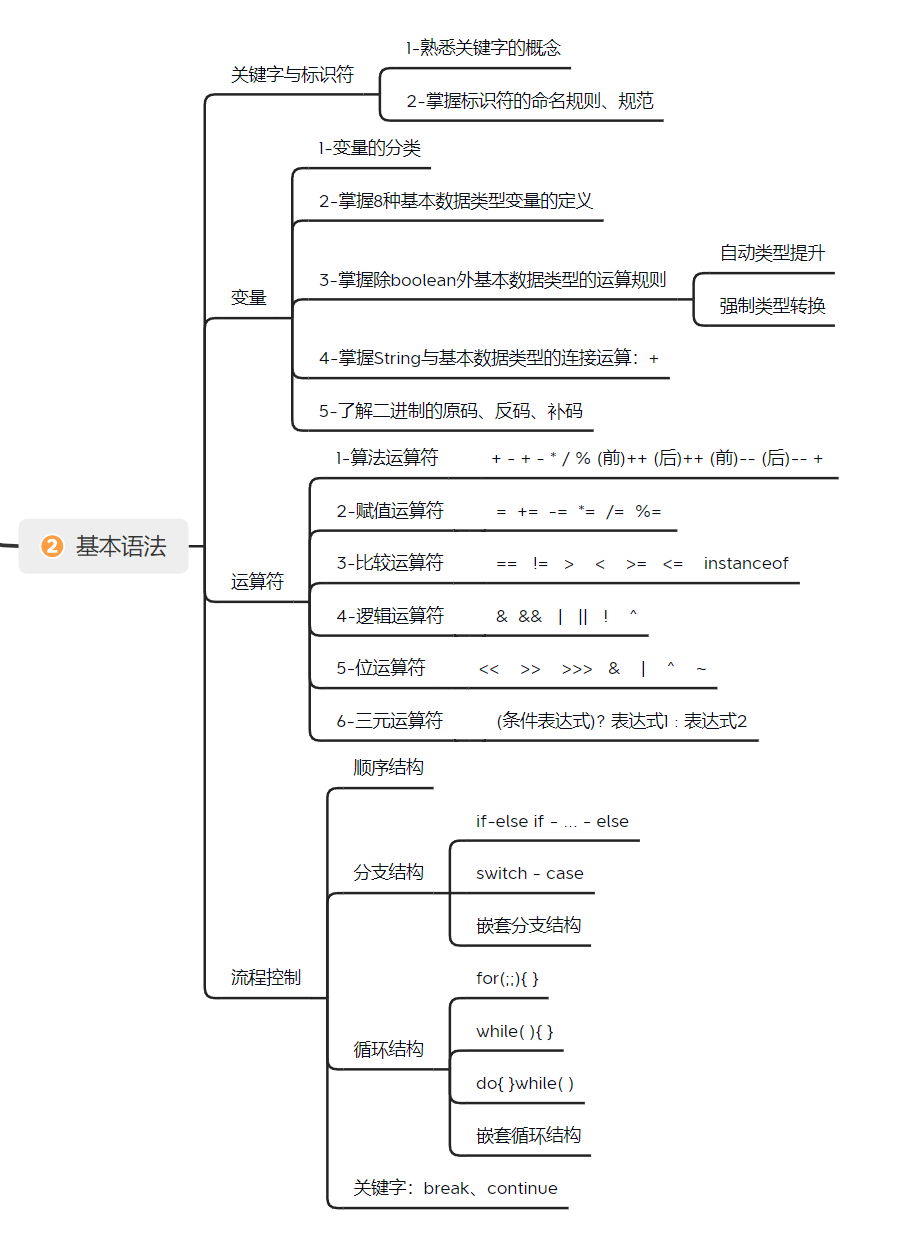 ❷ 基本语法
关键字与标识符
1-熟悉关键字的概念
2-掌握标识符的命名规则、规范
变量
1-变量的分类
2-掌握8种基本数据类型变量的定义
3-掌握除boolean外基本数据类型的运算规则
自动类型提升
强制类型转换
4-掌握String与基本数据类型的连接运算：+
5-了解二进制的原码、反码、补码
运算符
1-算法运算符 + - + - * / % (前)++ (后)++ (前)-- (后)-- +
2-赋值运算符 = += -= *= /= %=
3-比较运算符 == != > < >= <= instanceof
4-逻辑运算符 & && | || ! ^
5-位运算符 << >> >>> & | ^ ~
6-三元运算符 (条件表达式)? 表达式1 : 表达式2
流程控制
顺序结构
分支结构
if-else if - ... - else
switch - case
嵌套分支结构
循环结构
for(;;){ }
while( ){ }
do{ }while( )
嵌套循环结构
关键字：break、continue